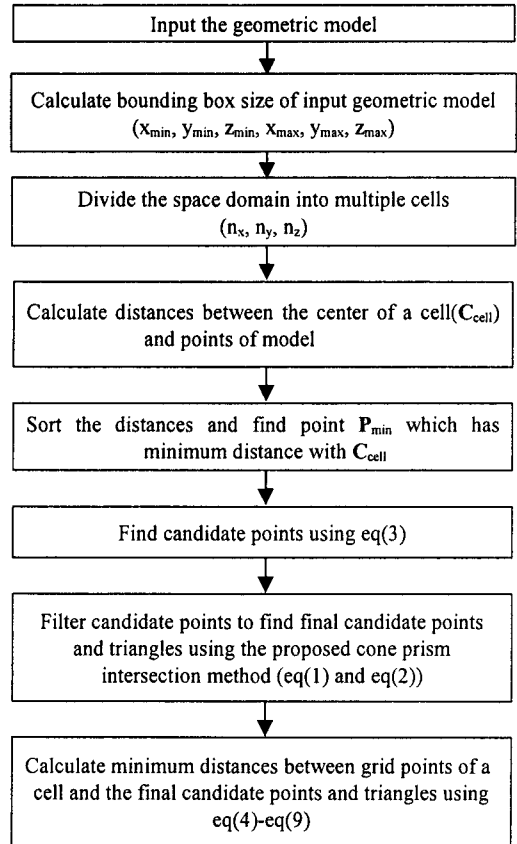 Input the geometric model
Calculate bounding box size of input geometric model
(xmin, ymin, zmin, xmax, ymax, zmax)
Divide the space domain into multiple cells
(nx, ny, nz)
Calculate distances between the center of a cell(Ccell)
and points of model
Sort the distances and find point Pmin which has
minimum distance with Ccell
Find candidate points using eq(3)
Filter candidate points to find final candidate points
and triangles using the proposed cone prism
intersection method (eq(1) and eq(2))
Calculate minimum distances between grid points of a
cell and the final candidate points and triangles using
eq(4)-eq(9)